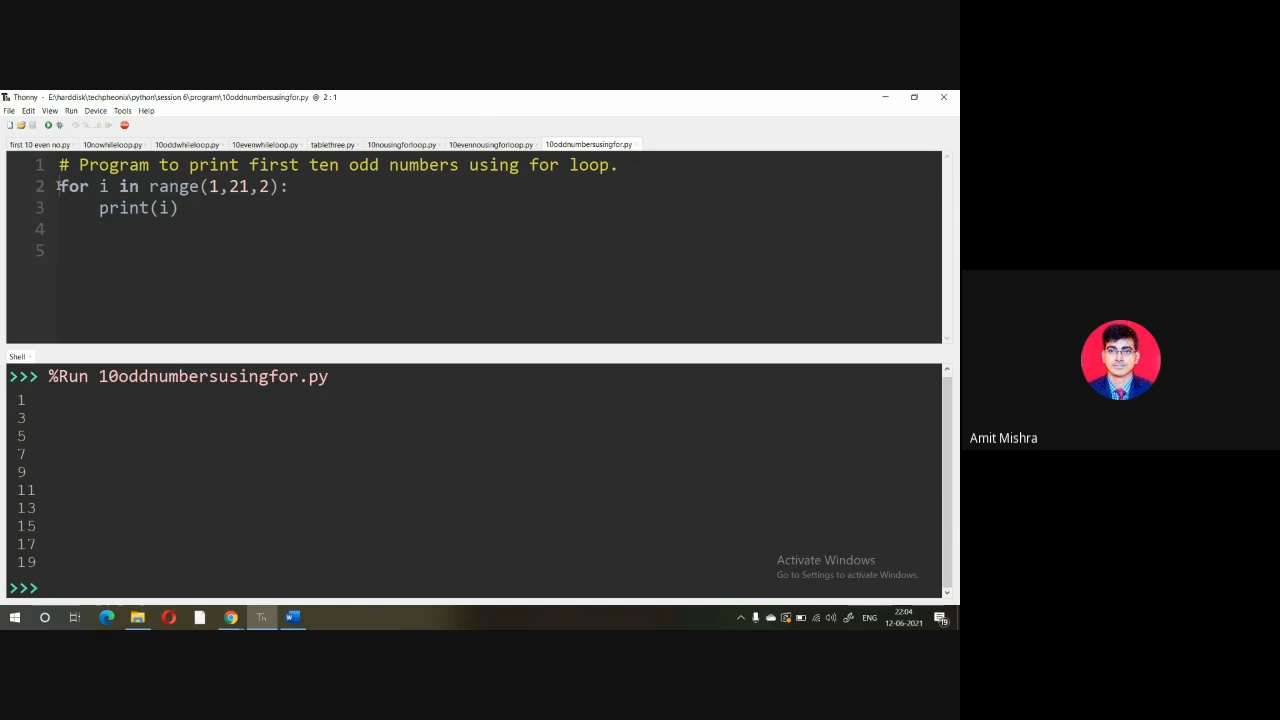 Thonny - E:\harddisk\techpheonix\python\session 6\program\10oddnumbersusingfor.py @ 2 : 1
File Edit View Run Device Tools Help
first 10 even no.py 10nowhileloop.py 10oddwhileloop.py 10evenwhileloop.py tablethree.py 10nousingforloop.py 10evennousingforloop.py 10oddnumbersusingfor.py
1 # Program to print first ten odd numbers using for loop.
2 for i in range(1,21,2):
3 print(i)
4
5
Shell
>>> %Run 10oddnumbersusingfor.py
1
3
5
7
9
11
13
15
17
19
>>>
Activate Windows
Go to Settings to activate Windows.
Amit Mishra
Th W ENG 22:04
12-06-2021 19